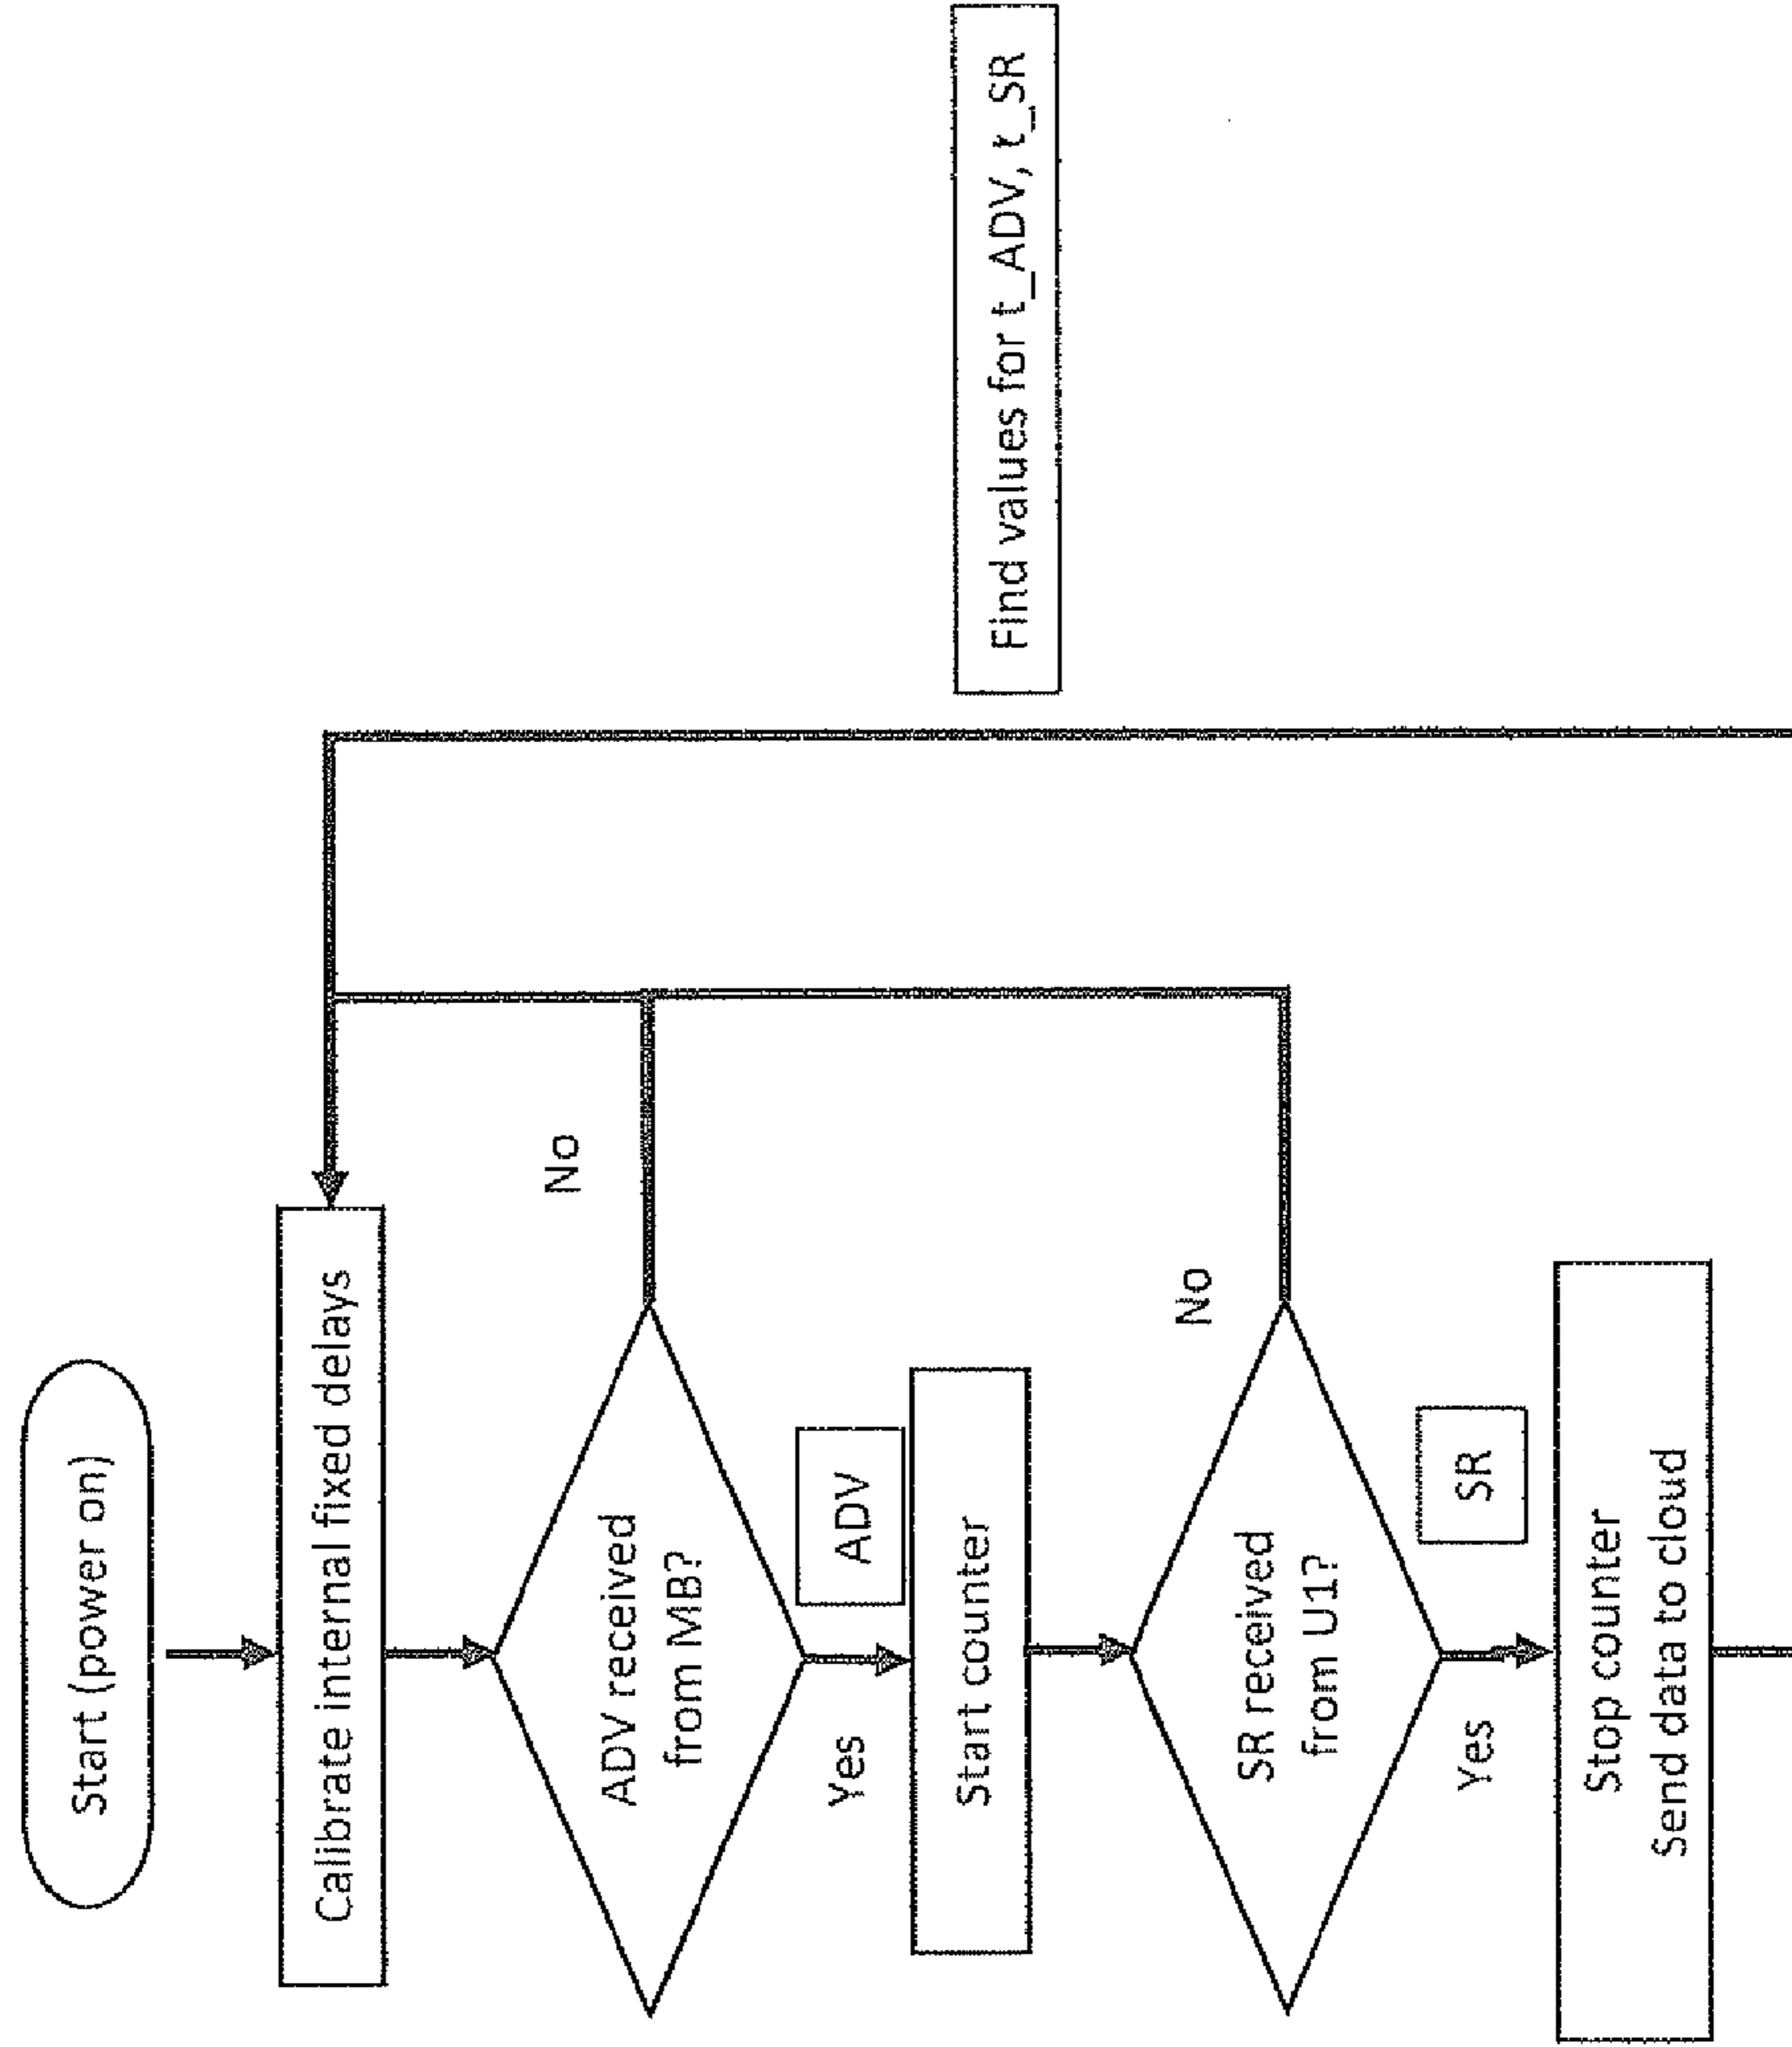 Start (power on)
Calibrate internal fixed delays
ADV received
from MB?
No
Yes
ADV
Start counter
Find values for t_ADV, t_SR
SR received
from U1?
No
Yes
SR
Stop counter
Send data to cloud